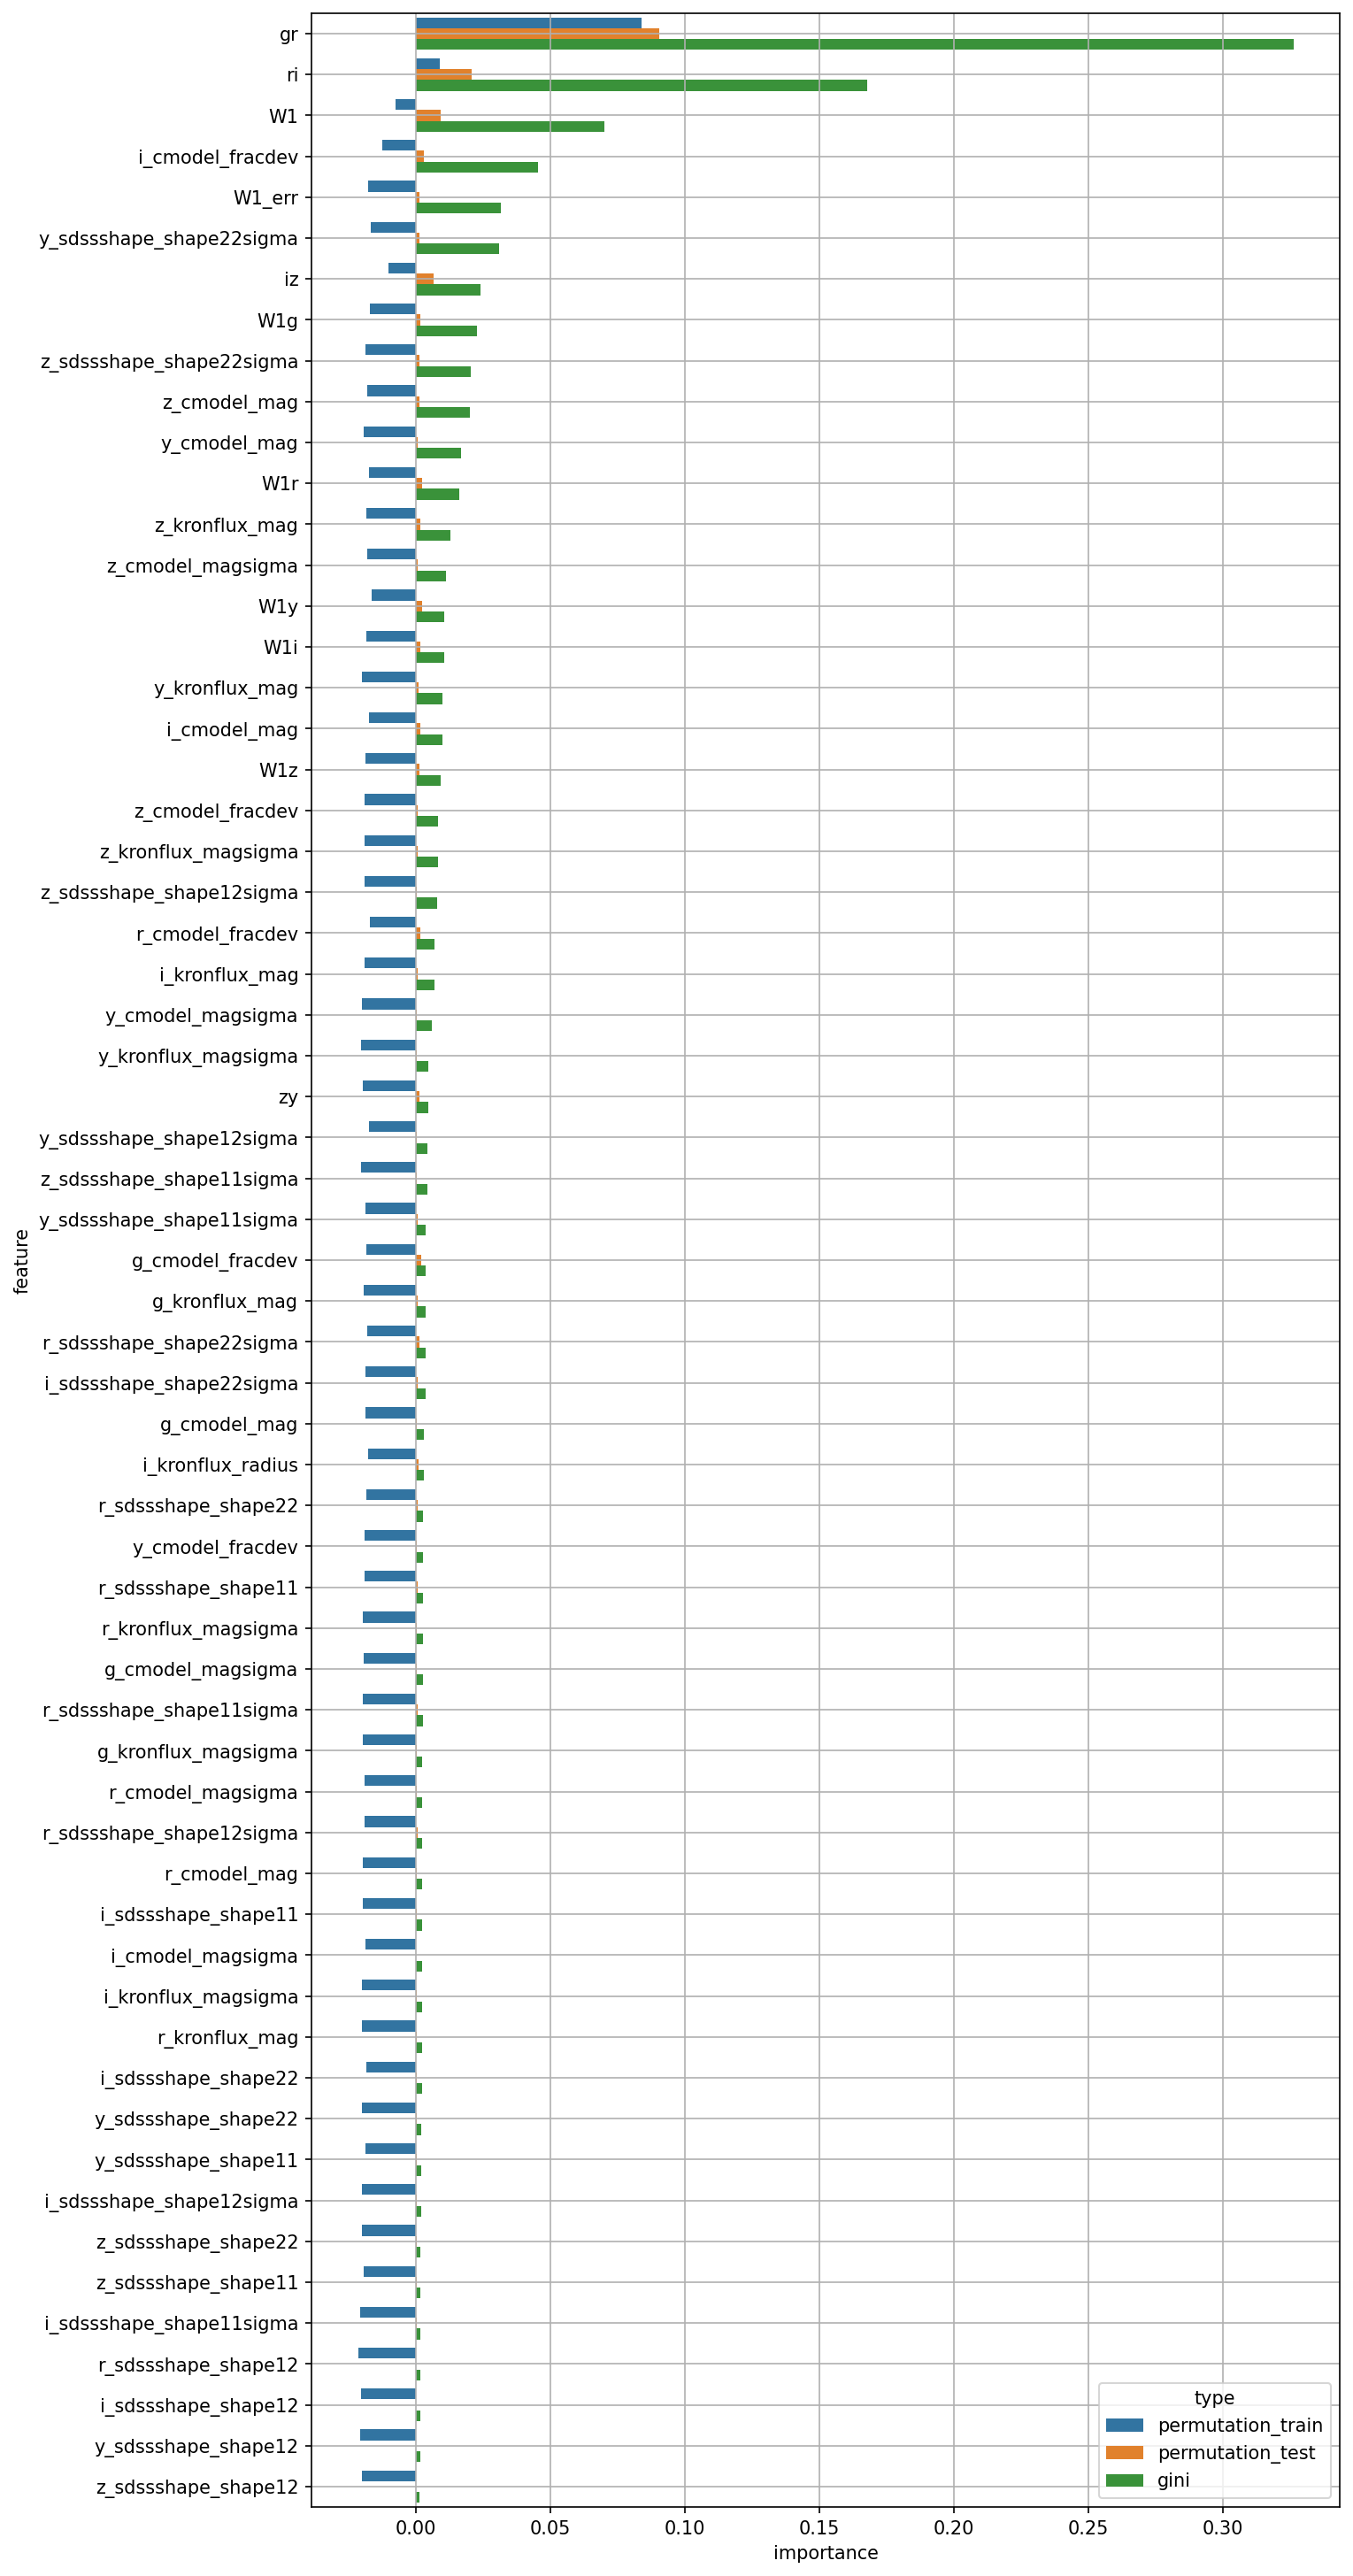 gr
ri
W1
i_cmodel_fracdev
W1_err
y_sdssshape_shape22sigma
iz
W1g
z_sdssshape_shape22sigma
z_cmodel_mag
y_cmodel_mag
W1r
z_kronflux_mag
z_cmodel_magsigma
W1y
W1i
y_kronflux_mag
i_cmodel_mag
W1z
z_cmodel_fracdev
z_kronflux_magsigma
z_sdssshape_shape12sigma
r_cmodel_fracdev
i_kronflux_mag
y_cmodel_magsigma
y_kronflux_magsigma
zy
y_sdssshape_shape12sigma
z_sdssshape_shape11sigma
y_sdssshape_shape11sigma
g_cmodel_fracdev
g_kronflux_mag
r_sdssshape_shape22sigma
i_sdssshape_shape22sigma
g_cmodel_mag
i_kronflux_radius
r_sdssshape_shape22
y_cmodel_fracdev
r_sdssshape_shape11
r_kronflux_magsigma
g_cmodel_magsigma
r_sdssshape_shape11sigma
g_kronflux_magsigma
r_cmodel_magsigma
r_sdssshape_shape12sigma
r_cmodel_mag
i_sdssshape_shape11
i_cmodel_magsigma
i_kronflux_magsigma
r_kronflux_mag
i_sdssshape_shape22
y_sdssshape_shape22
y_sdssshape_shape11
i_sdssshape_shape12sigma
z_sdssshape_shape22
z_sdssshape_shape11
i_sdssshape_shape11sigma
r_sdssshape_shape12
i_sdssshape_shape12
y_sdssshape_shape12
z_sdssshape_shape12
feature
type
permutation_train
permutation_test
gini
0.00 0.05 0.10 0.15 0.20 0.25 0.30
importance